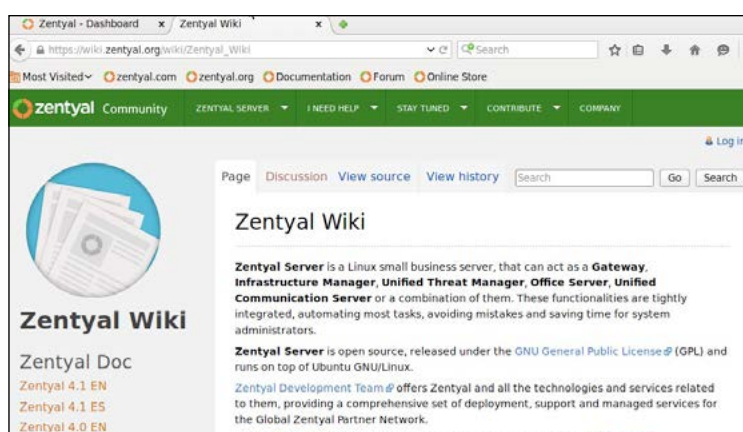 Zentyal - Dashboard x Zentyal Wiki x
https://wiki.zentyal.org/wiki/Zentyal_Wiki Search
Most Visited zentyal.com zentyal.org Documentation Forum Online Store
zentyal Community ZENTYAL SERVER I NEED HELP STAY TUNED CONTRIBUTE COMPANY
Log in
Page Discussion View source View history Search Go Search
Zentyal Wiki
Zentyal Server is a Linux small business server, that can act as a Gateway,
Infrastructure Manager, Unified Threat Manager, Office Server, Unified
Communication Server or a combination of them. These functionalities are tightly
integrated, automating most tasks, avoiding mistakes and saving time for system
administrators.
Zentyal Server is open source, released under the GNU General Public License (GPL) and
runs on top of Ubuntu GNU/Linux.
Zentyal Development Team offers Zentyal and all the technologies and services related
to them, providing a comprehensive set of deployment, support and managed services for
the Global Zentyal Partner Network.
Zentyal Wiki
Zentyal Doc
Zentyal 4.1 EN
Zentyal 4.1 ES
Zentyal 4.0 EN